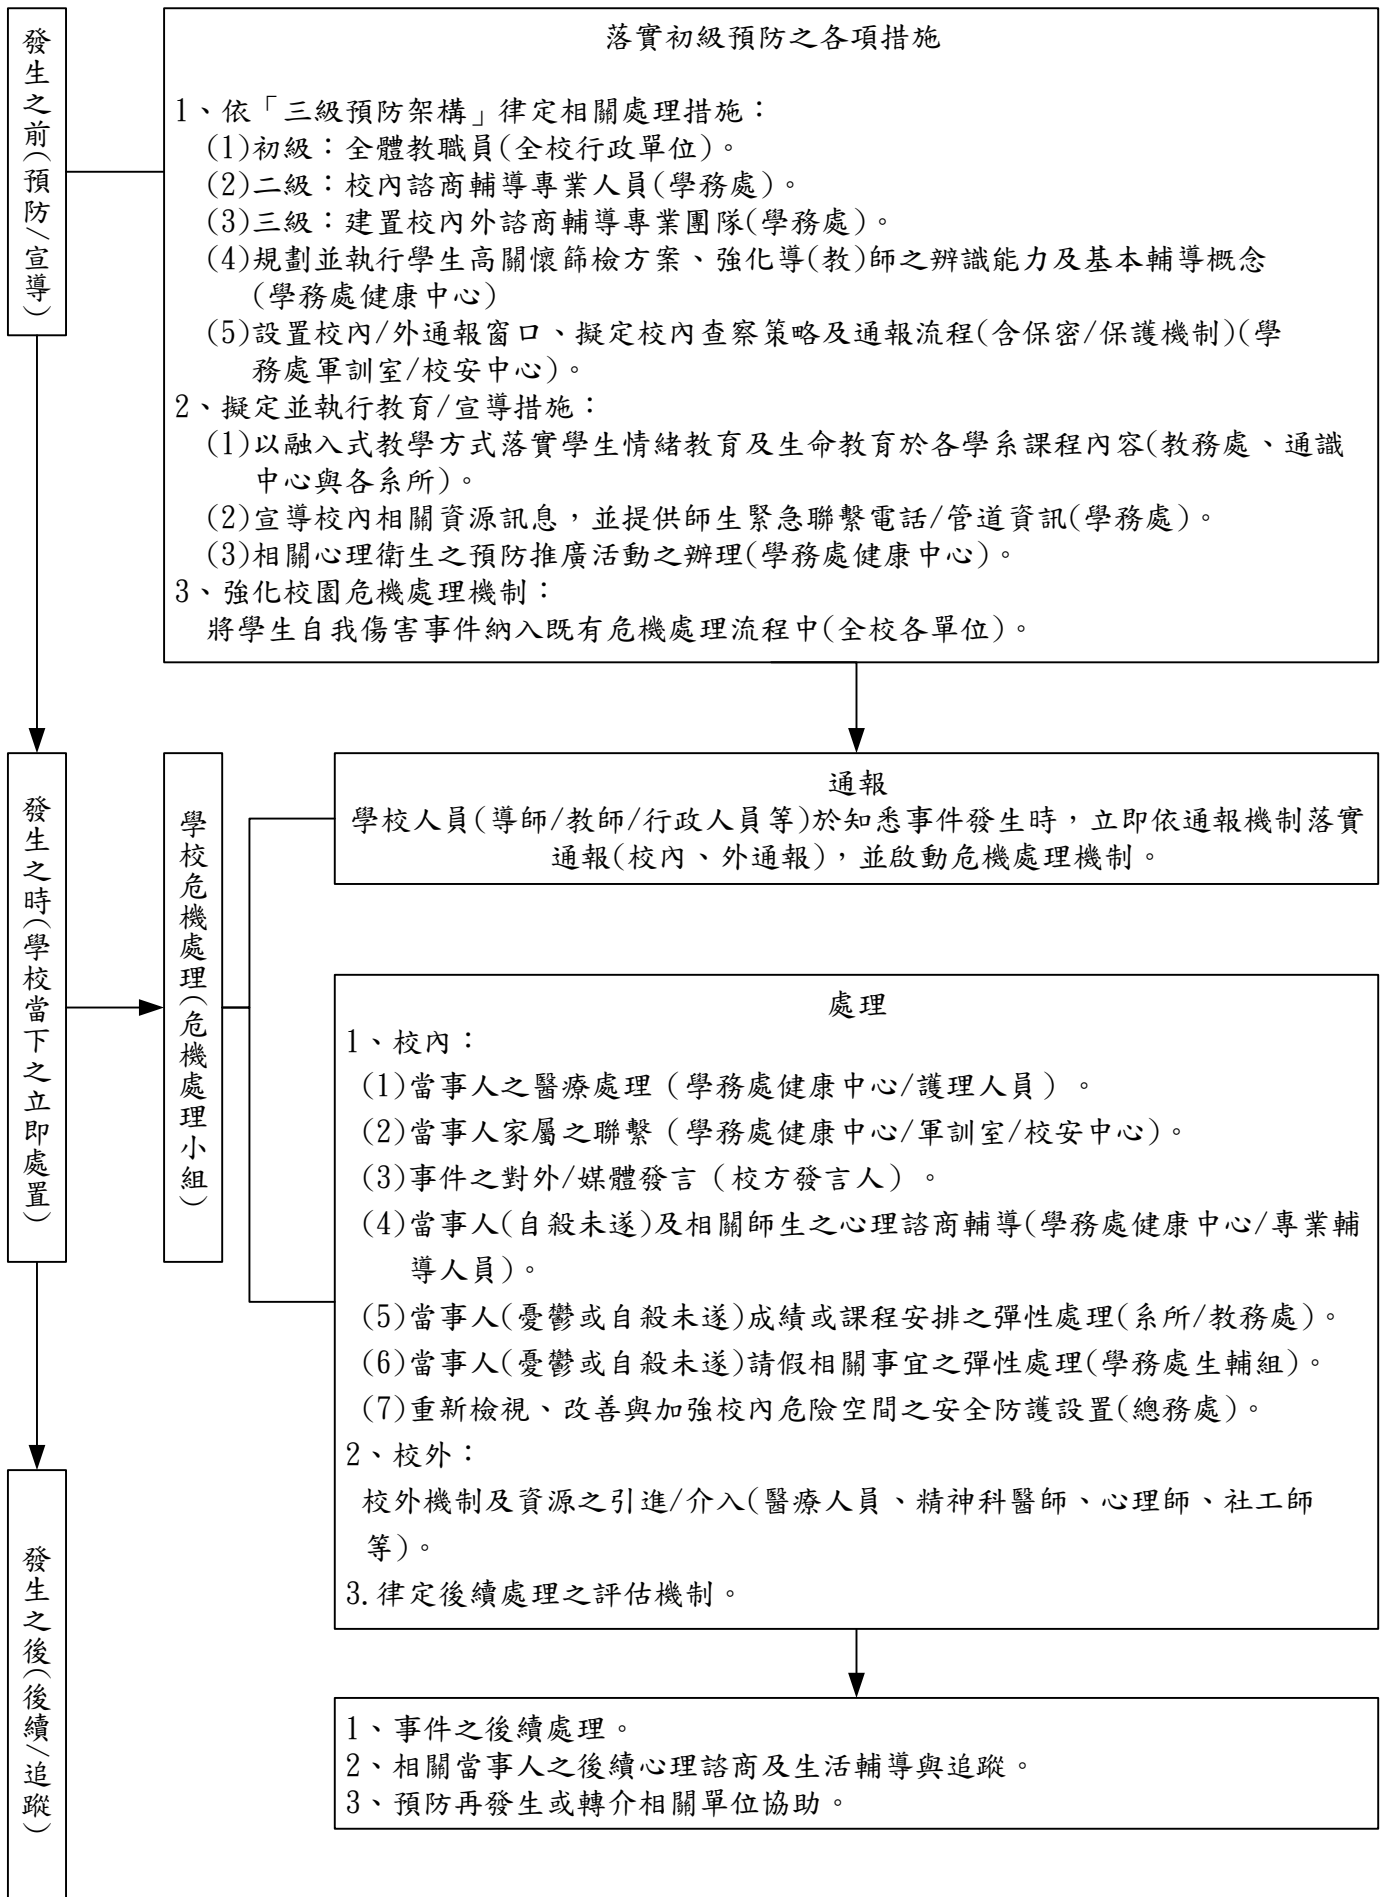 發生之前(預防/宣導)
落實初級預防之各項措施
1、依「三級預防架構」律定相關處理措施：
(1)初級：全體教職員(全校行政單位)。
(2)二級：校內諮商輔導專業人員(學務處)。
(3)三級：建置校內外諮商輔導專業團隊(學務處)。
(4)規劃並執行學生高關懷篩檢方案、強化導(教)師之辨識能力及基本輔導概念
(學務處健康中心)
(5)設置校內/外通報窗口、擬定校內查察策略及通報流程(含保密/保護機制)(學
務處軍訓室/校安中心)。
2、擬定並執行教育/宣導措施：
(1)以融入式教學方式落實學生情緒教育及生命教育於各學系課程內容(教務處、通識
中心與各系所)。
(2)宣導校內相關資源訊息，並提供師生緊急聯繫電話/管道資訊(學務處)。
(3)相關心理衛生之預防推廣活動之辦理(學務處健康中心)。
3、強化校園危機處理機制：
將學生自我傷害事件納入既有危機處理流程中(全校各單位)。
發生之時(學校當下之立即處置)
學校危機處理(危機處理小組)
通報
學校人員(導師/教師/行政人員等)於知悉事件發生時，立即依通報機制落實
通報(校內、外通報)，並啟動危機處理機制。
處理
1、校內：
(1)當事人之醫療處理（學務處健康中心/護理人員）。
(2)當事人家屬之聯繫（學務處健康中心/軍訓室/校安中心)。
(3)事件之對外/媒體發言（校方發言人）。
(4)當事人(自殺未遂)及相關師生之心理諮商輔導(學務處健康中心/專業輔
導人員)。
(5)當事人(憂鬱或自殺未遂)成績或課程安排之彈性處理(系所/教務處)。
(6)當事人(憂鬱或自殺未遂)請假相關事宜之彈性處理(學務處生輔組)。
(7)重新檢視、改善與加強校內危險空間之安全防護設置(總務處)。
2、校外：
校外機制及資源之引進/介入(醫療人員、精神科醫師、心理師、社工師
等)。
3.律定後續處理之評估機制。
發生之後(後續/追蹤)
1、事件之後續處理。
2、相關當事人之後續心理諮商及生活輔導與追蹤。
3、預防再發生或轉介相關單位協助。